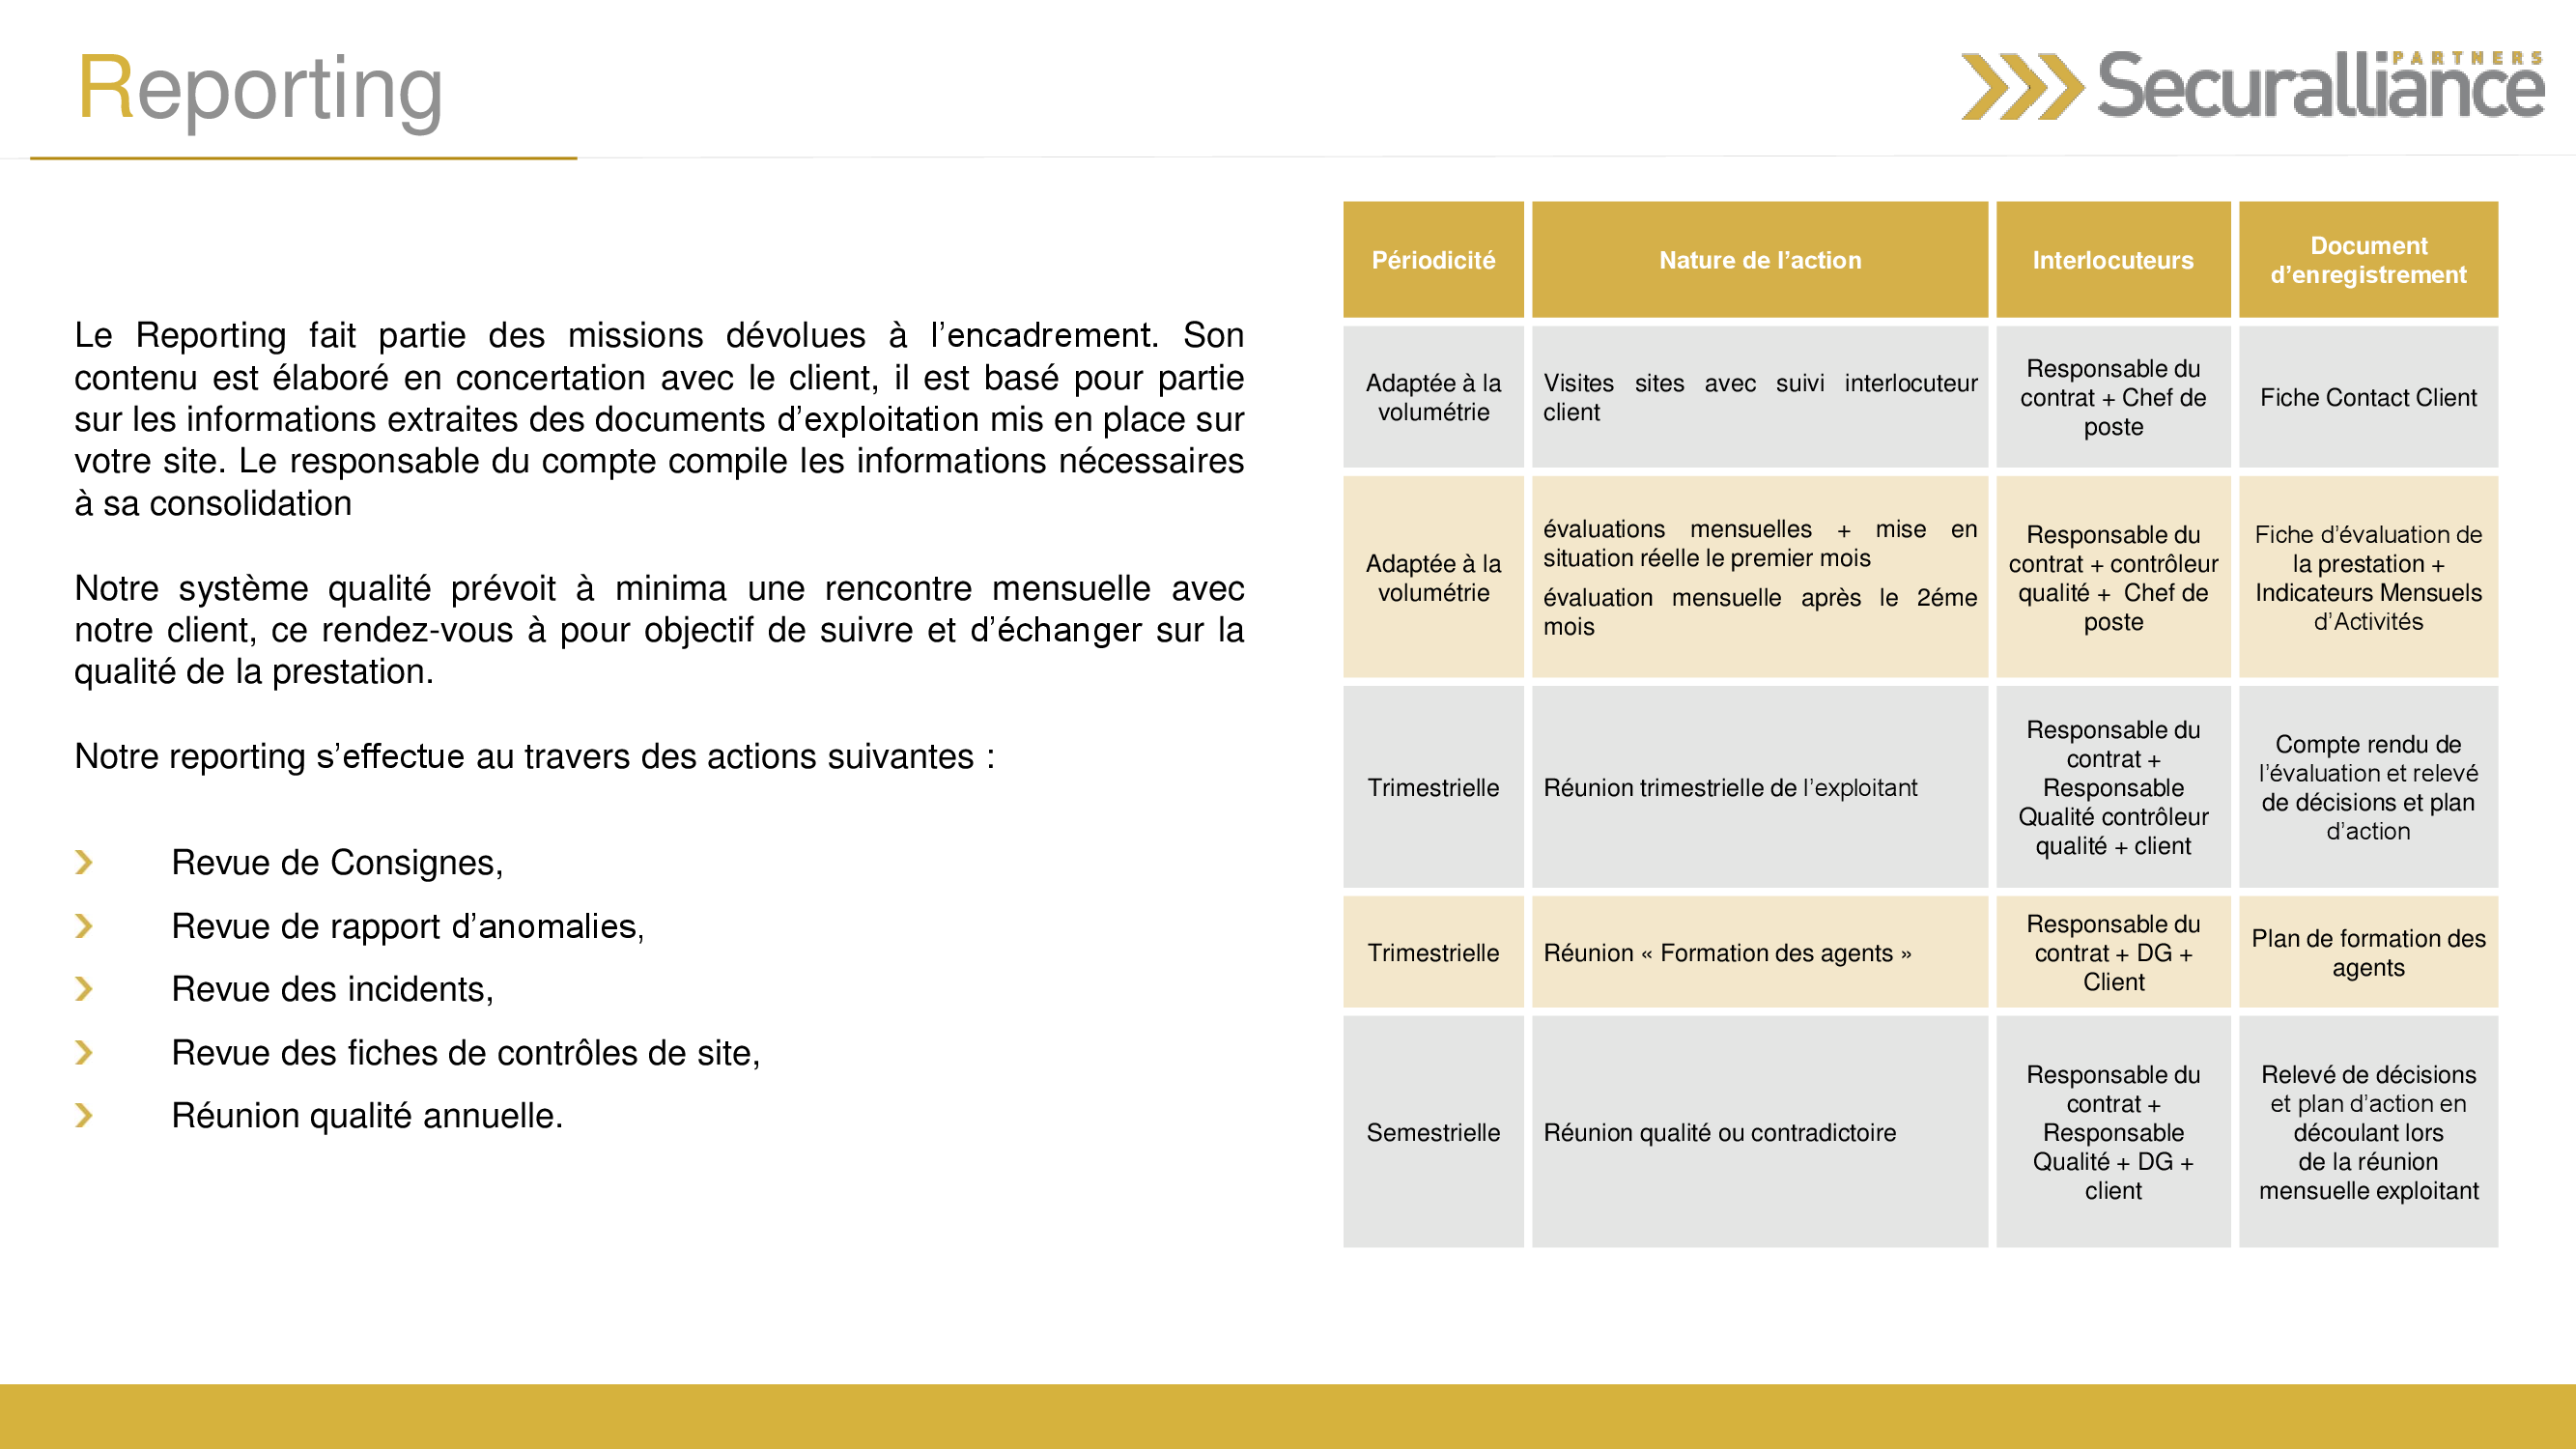 Reporting
PARTNERS
Securalliance
Le Reporting fait partie des missions dévolues à l’encadrement. Son
contenu est élaboré en concertation avec le client, il est basé pour partie
sur les informations extraites des documents d’exploitation mis en place sur
votre site. Le responsable du compte compile les informations nécessaires
à sa consolidation
Notre système qualité prévoit à minima une rencontre mensuelle avec
notre client, ce rendez-vous à pour objectif de suivre et d’échanger sur la
qualité de la prestation.
Notre reporting s’effectue au travers des actions suivantes :
Revue de Consignes,
Revue de rapport d’anomalies,
Revue des incidents,
Revue des fiches de contrôles de site,
Réunion qualité annuelle.
Périodicité
Nature de l’action
Interlocuteurs
Document
d’enregistrement
Adaptée à la
volumétrie
Visites sites avec suivi interlocuteur
client
Responsable du
contrat + Chef de
poste
Fiche Contact Client
Adaptée à la
volumétrie
évaluations mensuelles + mise en
situation réelle le premier mois
évaluation mensuelle après le 2éme
mois
Responsable du
contrat + contrôleur
qualité + Chef de
poste
Fiche d’évaluation de
la prestation +
Indicateurs Mensuels
d’Activités
Trimestrielle
Réunion trimestrielle de l’exploitant
Responsable du
contrat +
Responsable
Qualité contrôleur
qualité + client
Compte rendu de
l’évaluation et relevé
de décisions et plan
d’action
Trimestrielle
Réunion « Formation des agents »
Responsable du
contrat + DG +
Client
Plan de formation des
agents
Semestrielle
Réunion qualité ou contradictoire
Responsable du
contrat +
Responsable
Qualité + DG +
client
Relevé de décisions
et plan d’action en
découlant lors
de la réunion
mensuelle exploitant